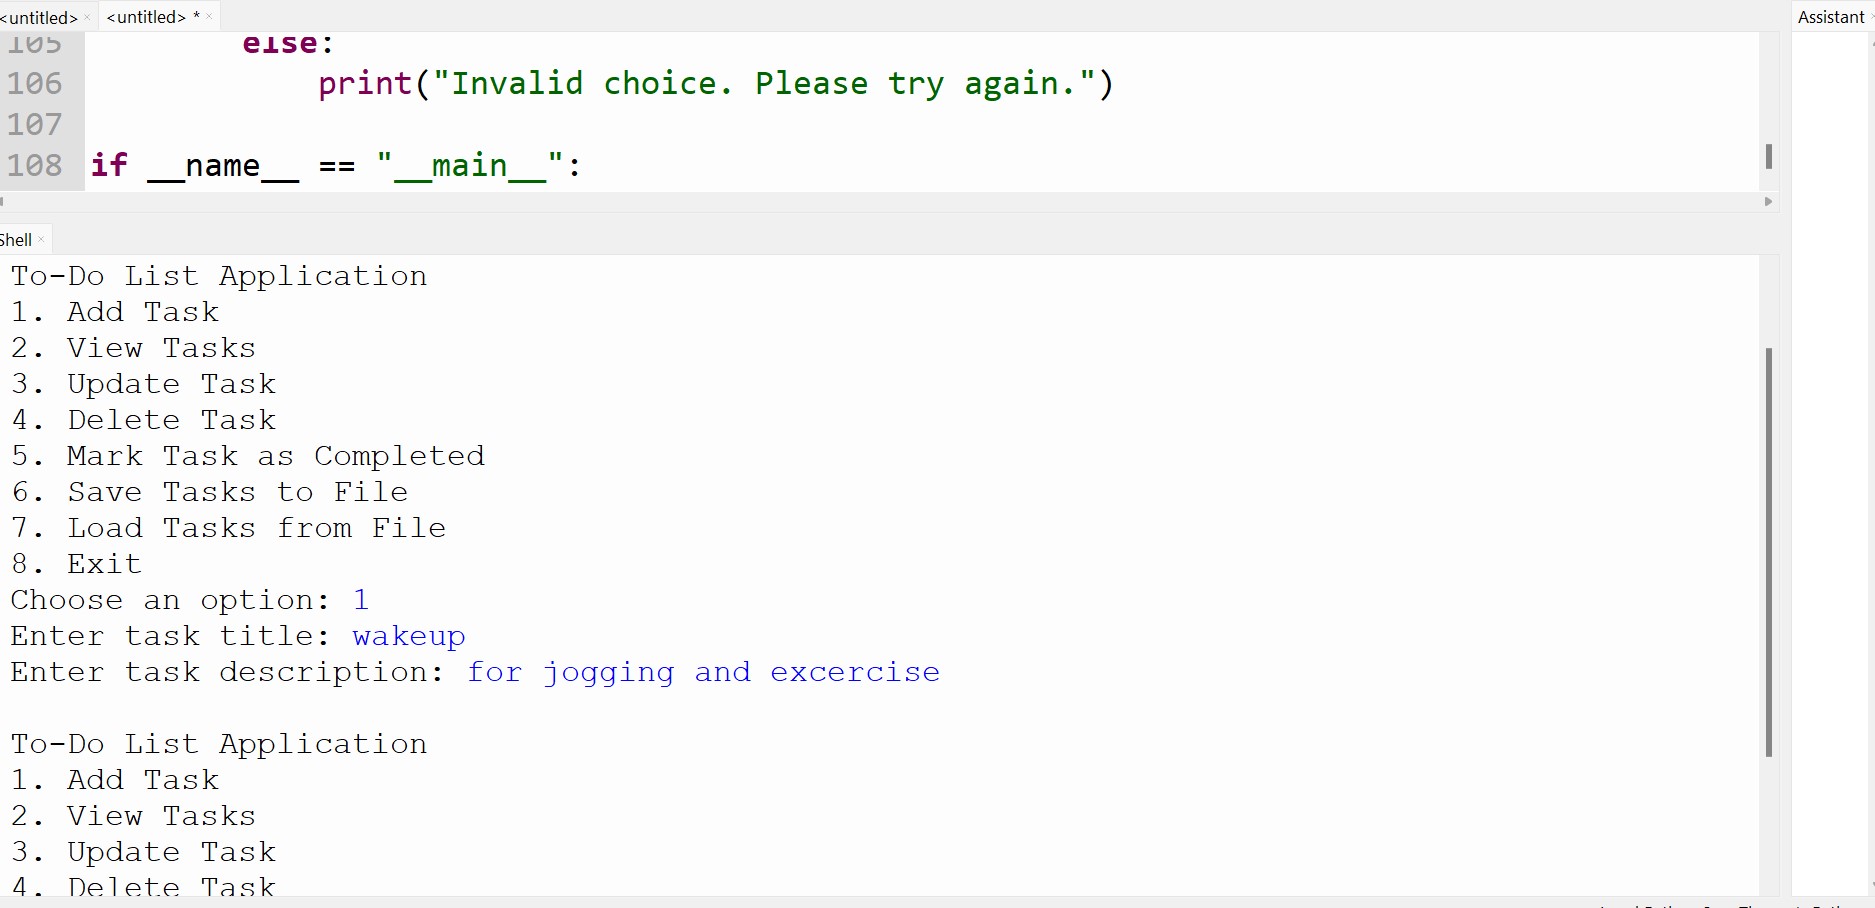 <untitled> × <untitled> * ×
Assistant ×
105 else:
106 print("Invalid choice. Please try again.")
107
108 if __name__ == "__main__":
Shell ×
To-Do List Application
1. Add Task
2. View Tasks
3. Update Task
4. Delete Task
5. Mark Task as Completed
6. Save Tasks to File
7. Load Tasks from File
8. Exit
Choose an option: 1
Enter task title: wakeup
Enter task description: for jogging and excercise
To-Do List Application
1. Add Task
2. View Tasks
3. Update Task
4. Delete Task